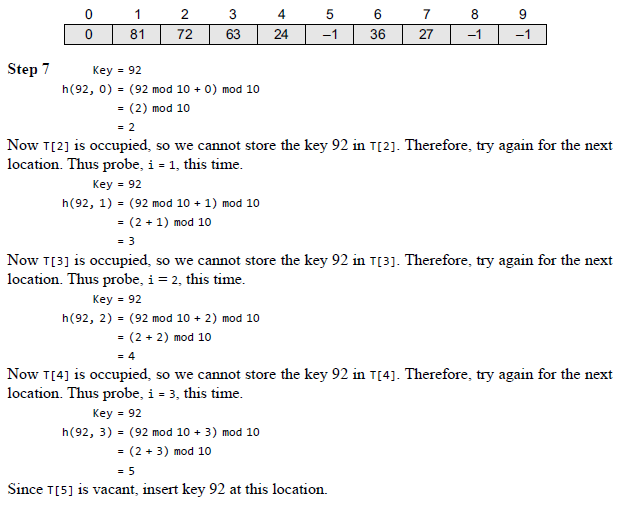 0 1 2 3 4 5 6 7 8 9
0 81 72 63 24 –1 36 27 –1 –1
Step 7 Key = 92
h(92, 0) = (92 mod 10 + 0) mod 10
= (2) mod 10
= 2
Now T[2] is occupied, so we cannot store the key 92 in T[2]. Therefore, try again for the next
location. Thus probe, i = 1, this time.
Key = 92
h(92, 1) = (92 mod 10 + 1) mod 10
= (2 + 1) mod 10
= 3
Now T[3] is occupied, so we cannot store the key 92 in T[3]. Therefore, try again for the next
location. Thus probe, i = 2, this time.
Key = 92
h(92, 2) = (92 mod 10 + 2) mod 10
= (2 + 2) mod 10
= 4
Now T[4] is occupied, so we cannot store the key 92 in T[4]. Therefore, try again for the next
location. Thus probe, i = 3, this time.
Key = 92
h(92, 3) = (92 mod 10 + 3) mod 10
= (2 + 3) mod 10
= 5
Since T[5] is vacant, insert key 92 at this location.